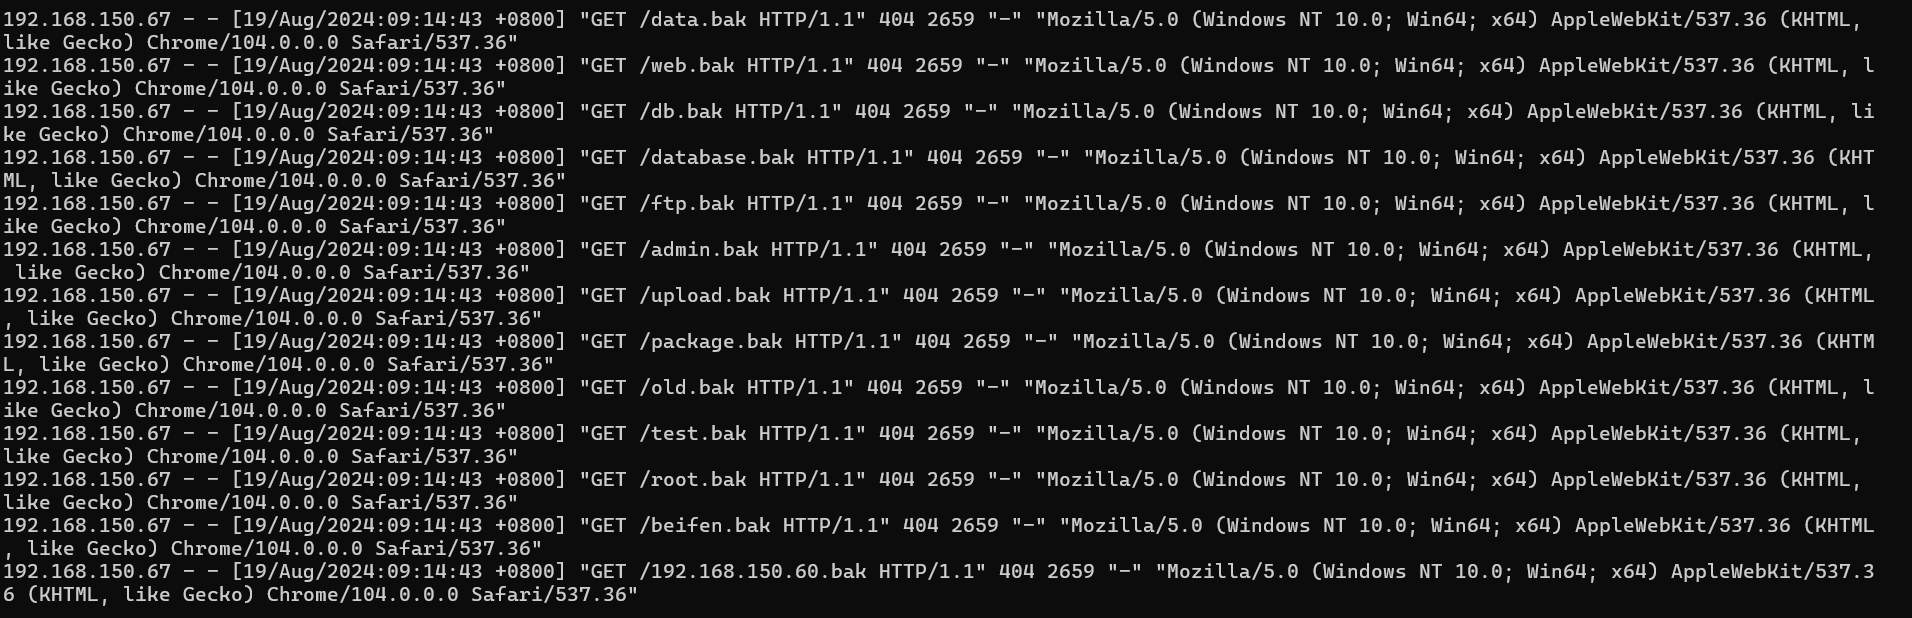 192.168.150.67 - - [19/Aug/2024:09:14:43 +0800] "GET /data.bak HTTP/1.1" 404 2659 "-" "Mozilla/5.0 (Windows NT 10.0; Win64; x64) AppleWebKit/537.36 (KHTML,
like Gecko) Chrome/104.0.0.0 Safari/537.36"
192.168.150.67 - - [19/Aug/2024:09:14:43 +0800] "GET /web.bak HTTP/1.1" 404 2659 "-" "Mozilla/5.0 (Windows NT 10.0; Win64; x64) AppleWebKit/537.36 (KHTML, l
ike Gecko) Chrome/104.0.0.0 Safari/537.36"
192.168.150.67 - - [19/Aug/2024:09:14:43 +0800] "GET /db.bak HTTP/1.1" 404 2659 "-" "Mozilla/5.0 (Windows NT 10.0; Win64; x64) AppleWebKit/537.36 (KHTML, li
ke Gecko) Chrome/104.0.0.0 Safari/537.36"
192.168.150.67 - - [19/Aug/2024:09:14:43 +0800] "GET /database.bak HTTP/1.1" 404 2659 "-" "Mozilla/5.0 (Windows NT 10.0; Win64; x64) AppleWebKit/537.36 (KHT
ML, like Gecko) Chrome/104.0.0.0 Safari/537.36"
192.168.150.67 - - [19/Aug/2024:09:14:43 +0800] "GET /ftp.bak HTTP/1.1" 404 2659 "-" "Mozilla/5.0 (Windows NT 10.0; Win64; x64) AppleWebKit/537.36 (KHTML, l
ike Gecko) Chrome/104.0.0.0 Safari/537.36"
192.168.150.67 - - [19/Aug/2024:09:14:43 +0800] "GET /admin.bak HTTP/1.1" 404 2659 "-" "Mozilla/5.0 (Windows NT 10.0; Win64; x64) AppleWebKit/537.36 (KHTML,
 like Gecko) Chrome/104.0.0.0 Safari/537.36"
192.168.150.67 - - [19/Aug/2024:09:14:43 +0800] "GET /upload.bak HTTP/1.1" 404 2659 "-" "Mozilla/5.0 (Windows NT 10.0; Win64; x64) AppleWebKit/537.36 (KHTML
, like Gecko) Chrome/104.0.0.0 Safari/537.36"
192.168.150.67 - - [19/Aug/2024:09:14:43 +0800] "GET /package.bak HTTP/1.1" 404 2659 "-" "Mozilla/5.0 (Windows NT 10.0; Win64; x64) AppleWebKit/537.36 (KHTM
L, like Gecko) Chrome/104.0.0.0 Safari/537.36"
192.168.150.67 - - [19/Aug/2024:09:14:43 +0800] "GET /old.bak HTTP/1.1" 404 2659 "-" "Mozilla/5.0 (Windows NT 10.0; Win64; x64) AppleWebKit/537.36 (KHTML, l
ike Gecko) Chrome/104.0.0.0 Safari/537.36"
192.168.150.67 - - [19/Aug/2024:09:14:43 +0800] "GET /test.bak HTTP/1.1" 404 2659 "-" "Mozilla/5.0 (Windows NT 10.0; Win64; x64) AppleWebKit/537.36 (KHTML,
like Gecko) Chrome/104.0.0.0 Safari/537.36"
192.168.150.67 - - [19/Aug/2024:09:14:43 +0800] "GET /root.bak HTTP/1.1" 404 2659 "-" "Mozilla/5.0 (Windows NT 10.0; Win64; x64) AppleWebKit/537.36 (KHTML,
like Gecko) Chrome/104.0.0.0 Safari/537.36"
192.168.150.67 - - [19/Aug/2024:09:14:43 +0800] "GET /beifen.bak HTTP/1.1" 404 2659 "-" "Mozilla/5.0 (Windows NT 10.0; Win64; x64) AppleWebKit/537.36 (KHTML
, like Gecko) Chrome/104.0.0.0 Safari/537.36"
192.168.150.67 - - [19/Aug/2024:09:14:43 +0800] "GET /192.168.150.60.bak HTTP/1.1" 404 2659 "-" "Mozilla/5.0 (Windows NT 10.0; Win64; x64) AppleWebKit/537.3
6 (KHTML, like Gecko) Chrome/104.0.0.0 Safari/537.36"